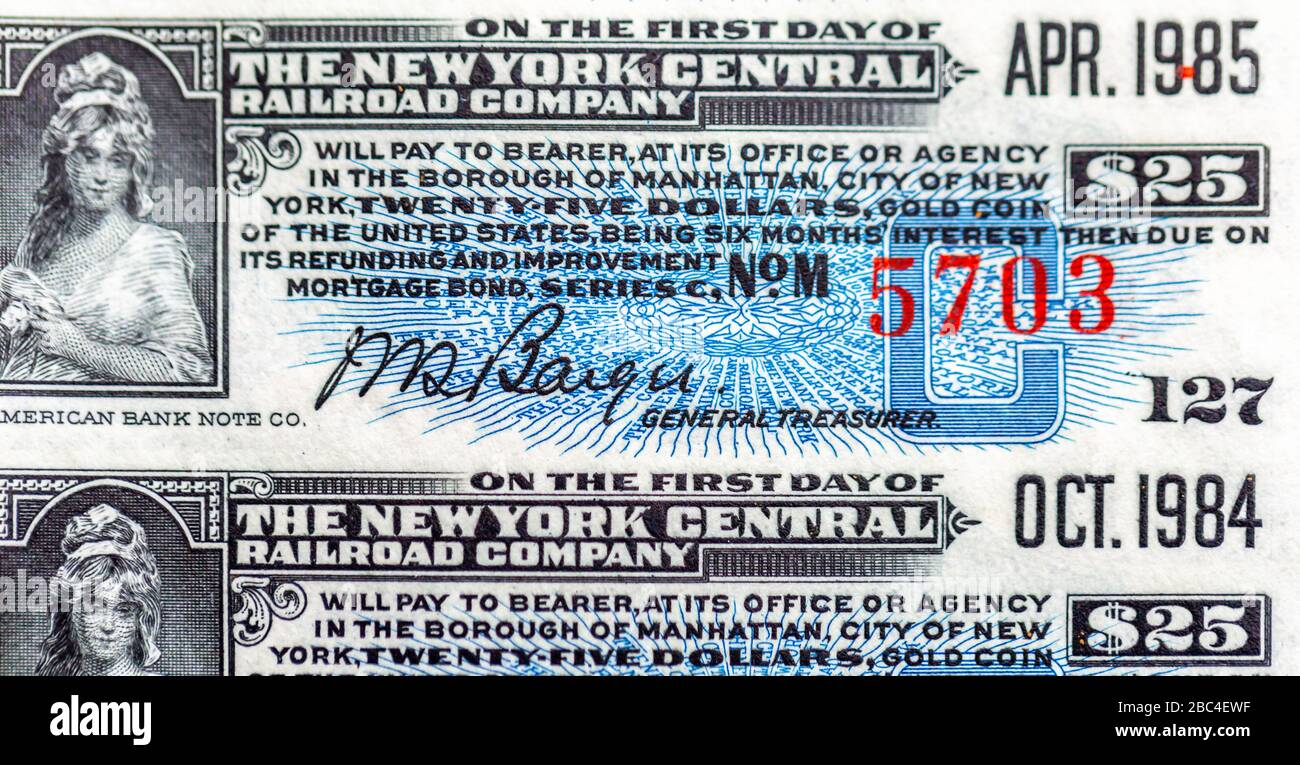 ON THE FIRST DAY OF APR. 1985
THE NEW YORK CENTRAL
RAILROAD COMPANY
WILL PAY TO BEARER, AT ITS OFFICE OR AGENCY
IN THE BOROUGH OF MANHATTAN, CITY OF NEW $25
YORK, TWENTY-FIVE DOLLARS, GOLD COIN
OF THE UNITED STATES, BEING SIX MONTHS INTEREST THEN DUE ON
ITS REFUNDING AND IMPROVEMENT
MORTGAGE BOND, SERIES C, No. M 5703
C
GENERAL TREASURER.
127
AMERICAN BANK NOTE CO.
ON THE FIRST DAY OF OCT. 1984
THE NEW YORK CENTRAL
RAILROAD COMPANY
WILL PAY TO BEARER, AT ITS OFFICE OR AGENCY
IN THE BOROUGH OF MANHATTAN, CITY OF NEW $25
YORK, TWENTY-FIVE DOLLARS, GOLD COIN
alamy
Image ID: 2BC4EWF
www.alamy.com